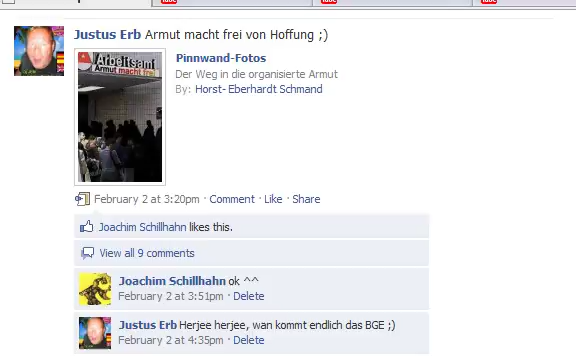 Justus Erb Armut macht frei von Hoffung ;)
Arbeitsamt
Armut macht frei
Pinnwand-Fotos
Der Weg in die organisierte Armut
By: Horst- Eberhardt Schmand
February 2 at 3:20pm · Comment · Like · Share
Joachim Schillhahn likes this.
View all 9 comments
Joachim Schillhahn ok ^^
February 2 at 3:51pm · Delete
Justus Erb Herjee herjee, wan kommt endlich das BGE ;)
February 2 at 4:35pm · Delete